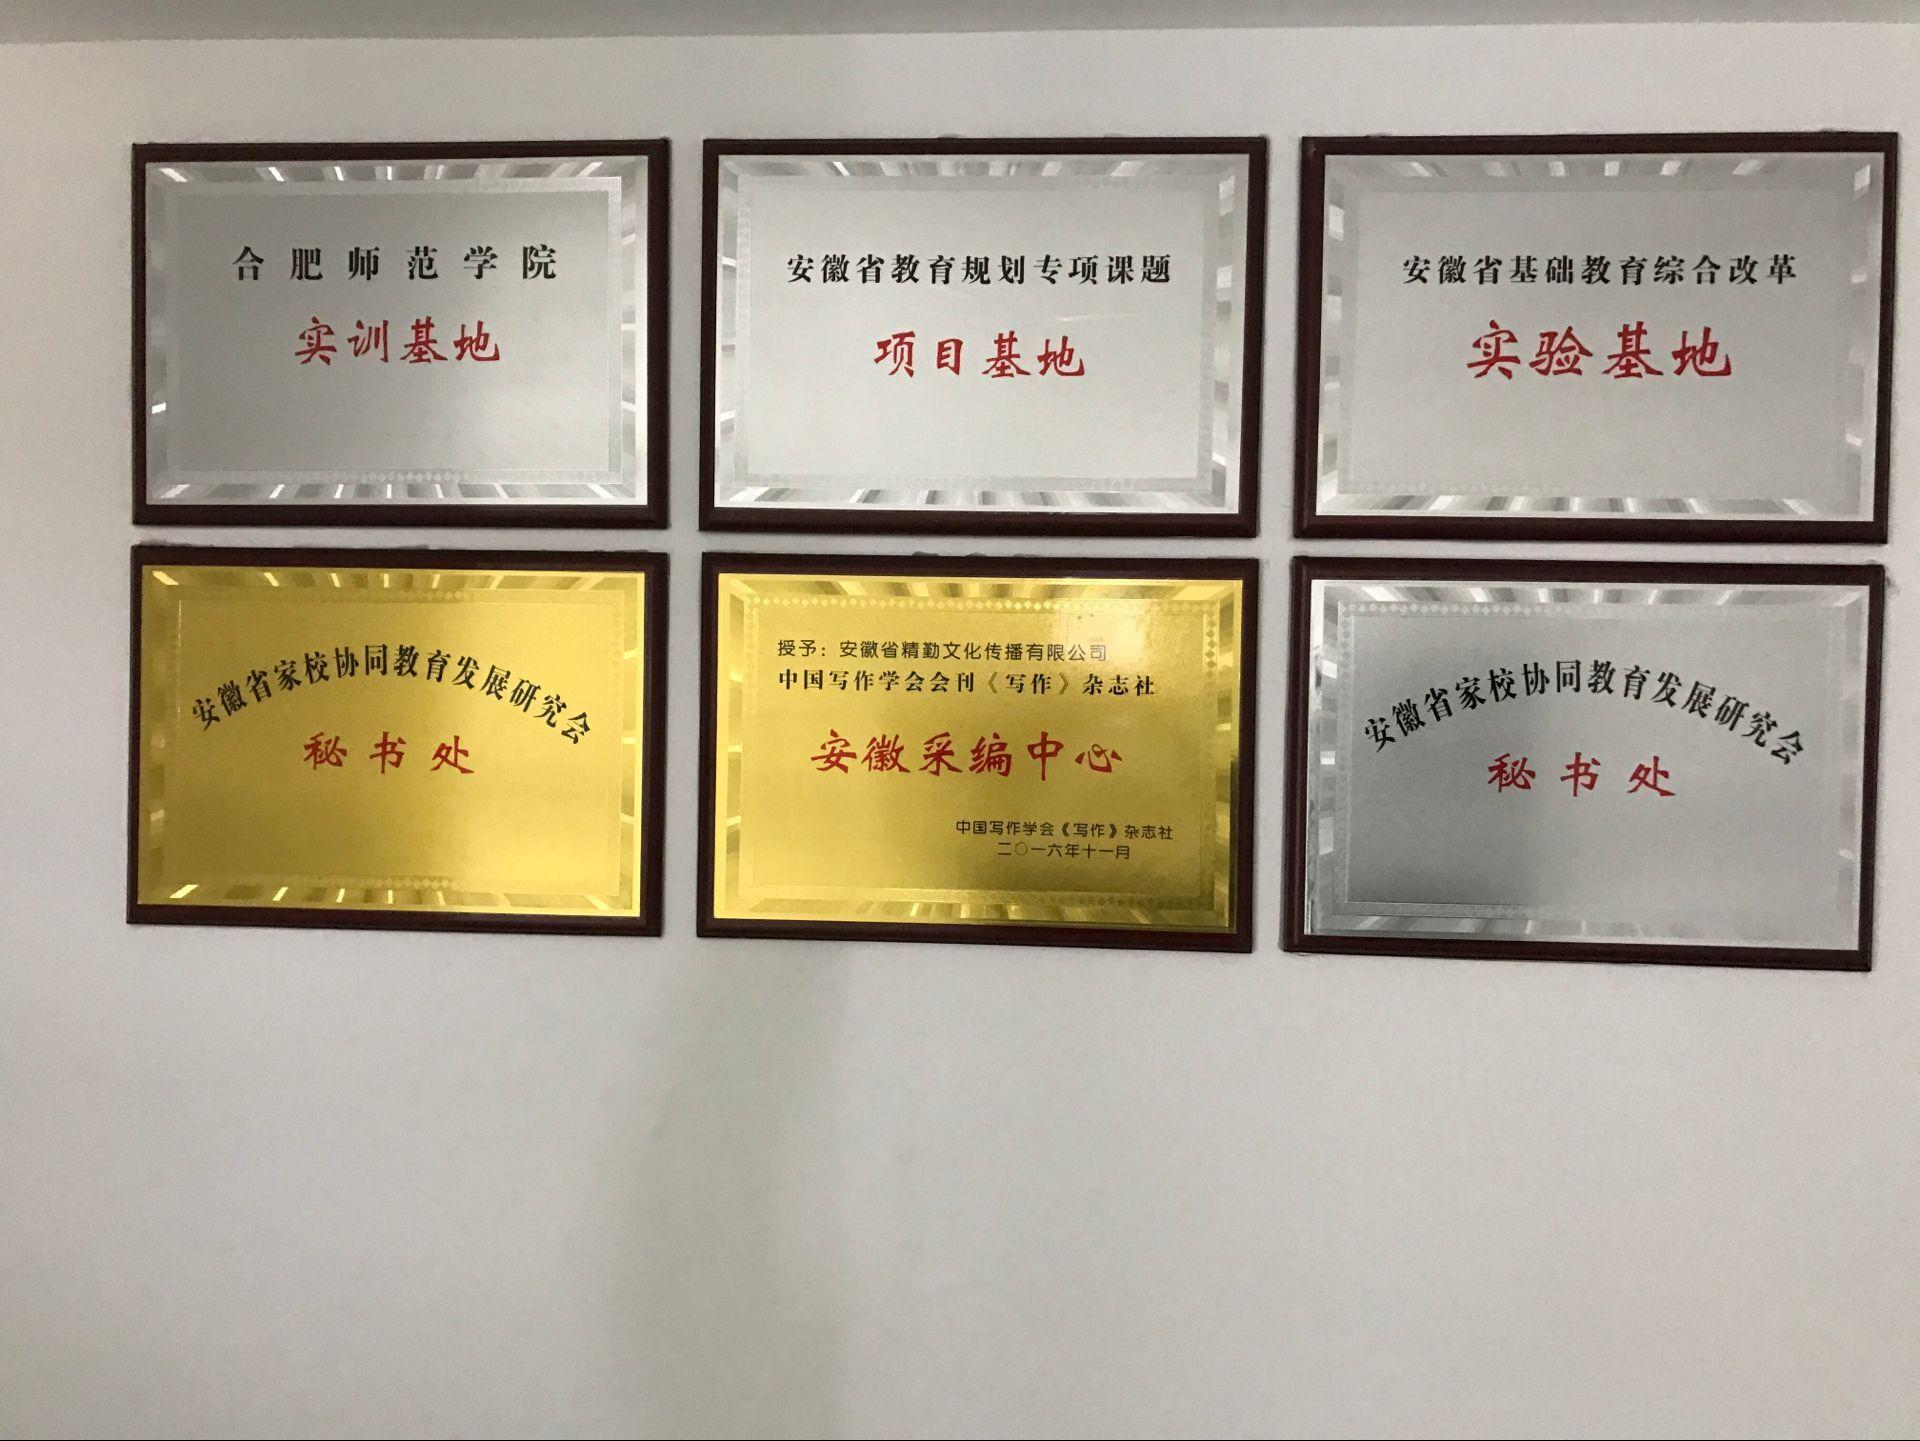 合肥师范学院
实训基地
安徽省教育规划专项课题
项目基地
安徽省基础教育综合改革
实验基地
安徽省家校协同教育发展研究会
秘书处
授予：安徽省精勤文化传播有限公司
中国写作学会会刊《写作》杂志社
安徽采编中心
中国写作学会《写作》杂志社
二〇一六年十一月
安徽省家校协同教育发展研究会
秘书处